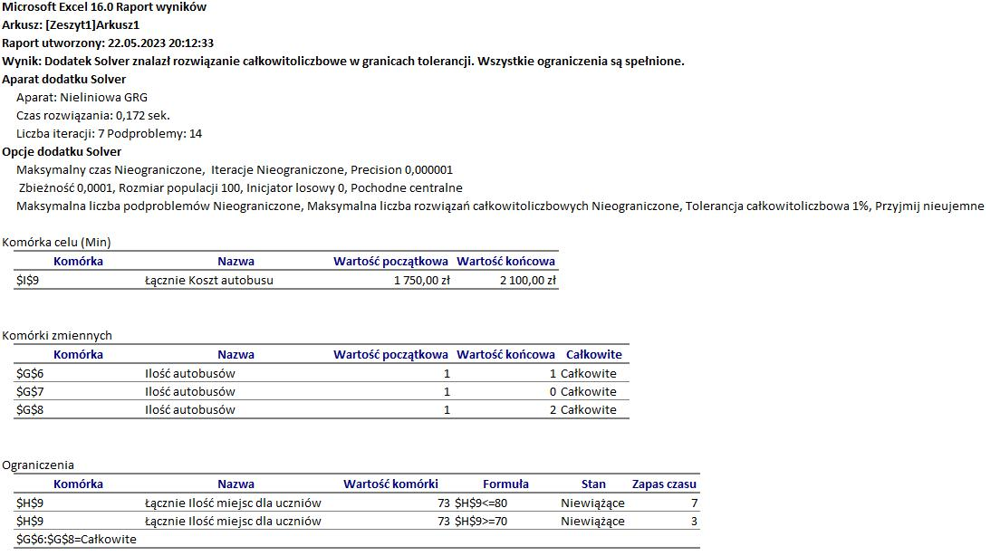 Microsoft Excel 16.0 Raport wyników
Arkusz: [Zeszyt1]Arkusz1
Raport utworzony: 22.05.2023 20:12:33
Wynik: Dodatek Solver znalazł rozwiązanie całkowitoliczbowe w granicach tolerancji. Wszystkie ograniczenia są spełnione.
Aparat dodatku Solver
Aparat: Nieliniowa GRG
Czas rozwiązania: 0,172 sek.
Liczba iteracji: 7 Podproblemy: 14
Opcje dodatku Solver
Maksymalny czas Nieograniczone, Iteracje Nieograniczone, Precision 0,000001
Zbieżność 0,0001, Rozmiar populacji 100, Inicjator losowy 0, Pochodne centralne
Maksymalna liczba podproblemów Nieograniczone, Maksymalna liczba rozwiązań całkowitoliczbowych Nieograniczone, Tolerancja całkowitoliczbowa 1%, Przyjmij nieujemne
Komórka celu (Min)
Komórka Nazwa Wartość początkowa Wartość końcowa
$I$9 Łącznie Koszt autobusu 1 750,00 zł 2 100,00 zł
Komórki zmiennych
Komórka Nazwa Wartość początkowa Wartość końcowa Całkowite
$G$6 Ilość autobusów 1 1 Całkowite
$G$7 Ilość autobusów 1 0 Całkowite
$G$8 Ilość autobusów 1 2 Całkowite
Ograniczenia
Komórka Nazwa Wartość komórki Formuła Stan Zapas czasu
$H$9 Łącznie Ilość miejsc dla uczniów 73 $H$9<=80 Niewiążące 7
$H$9 Łącznie Ilość miejsc dla uczniów 73 $H$9>=70 Niewiążące 3
$G$6:$G$8=Całkowite